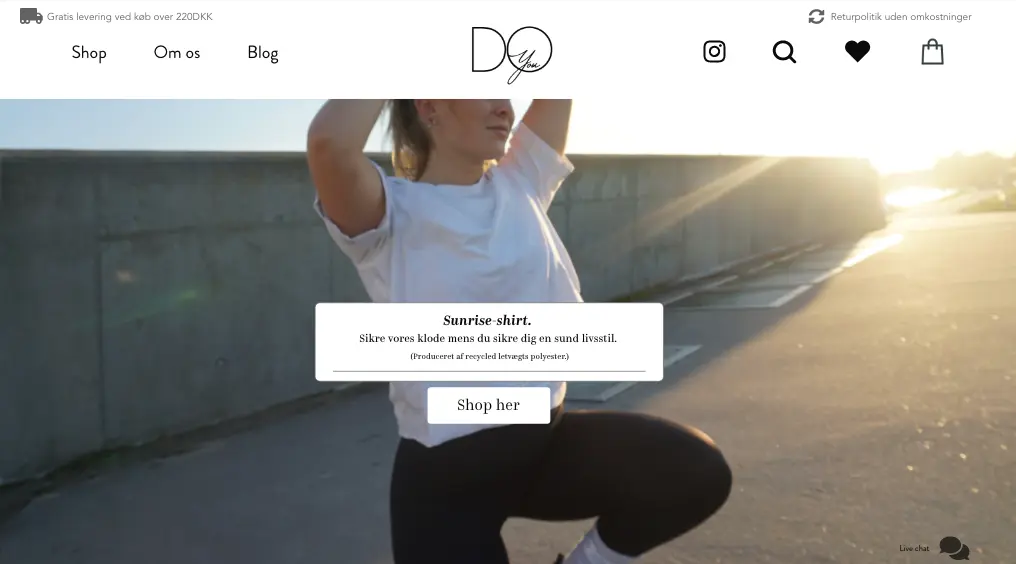 Gratis levering ved køb over 220DKK
Returpolitik uden omkostninger
Shop
Om os
Blog
DO
You
Sunrise-shirt.
Sikre vores klode mens du sikre dig en sund livsstil.
(Produceret af recycled letvægts polyester.)
Shop her
Live chat